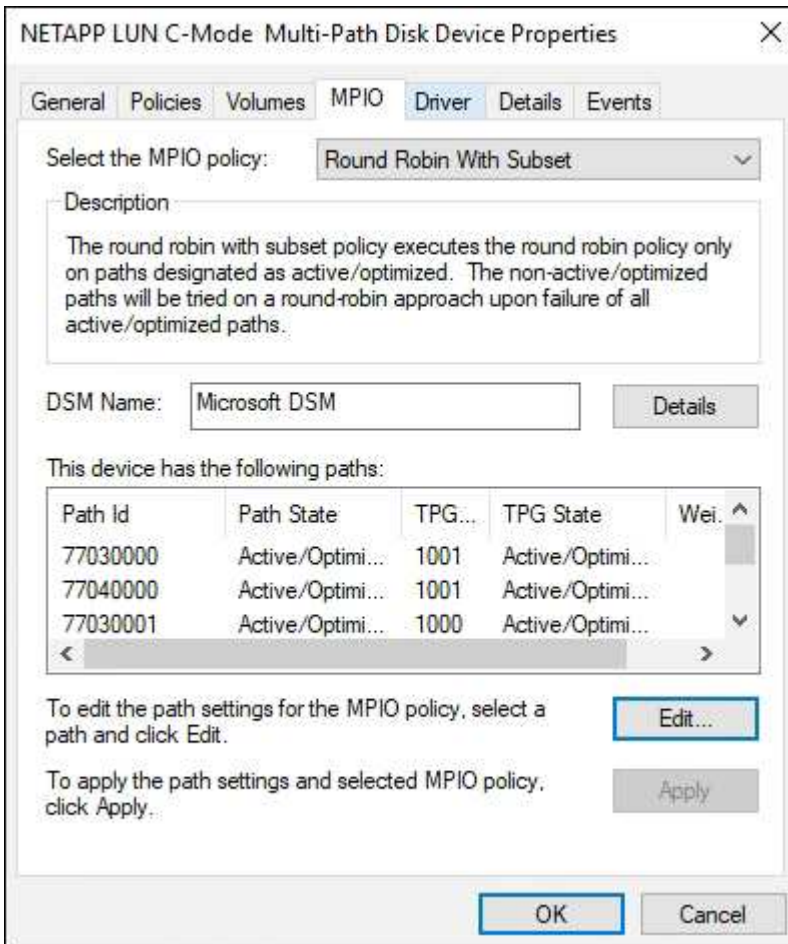 NETAPP LUN C-Mode Multi-Path Disk Device Properties
General Policies Volumes MPIO Driver Details Events
Select the MPIO policy: Round Robin With Subset
Description
The round robin with subset policy executes the round robin policy only
on paths designated as active/optimized. The non-active/optimized
paths will be tried on a round-robin approach upon failure of all
active/optimized paths.
DSM Name: Microsoft DSM Details
This device has the following paths:
Path Id Path State TPG... TPG State Wei.
77030000 Active/Optimi... 1001 Active/Optimi...
77040000 Active/Optimi... 1001 Active/Optimi...
77030001 Active/Optimi... 1000 Active/Optimi...
To edit the path settings for the MPIO policy, select a
path and click Edit.
Edit...
To apply the path settings and selected MPIO policy,
click Apply.
Apply
OK Cancel